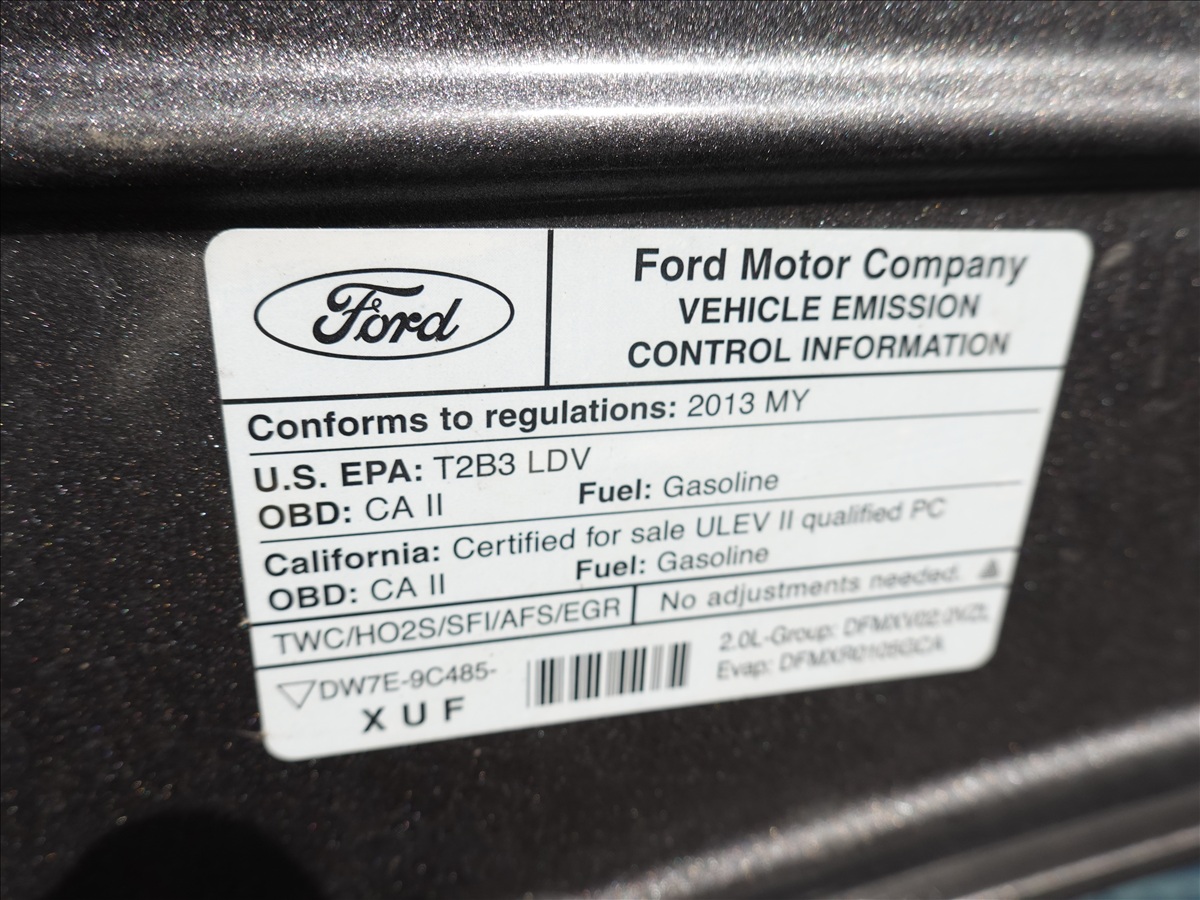 Ford
Ford Motor Company
VEHICLE EMISSION
CONTROL INFORMATION
Conforms to regulations: 2013 MY
U.S. EPA: T2B3 LDV
OBD: CA II Fuel: Gasoline
California: Certified for sale ULEV II qualified PC
OBD: CA II Fuel: Gasoline
TWC/HO2S/SFI/AFS/EGR No adjustments needed.
2.0L-Group:
Evap:
DW7E-9C485-
X U F